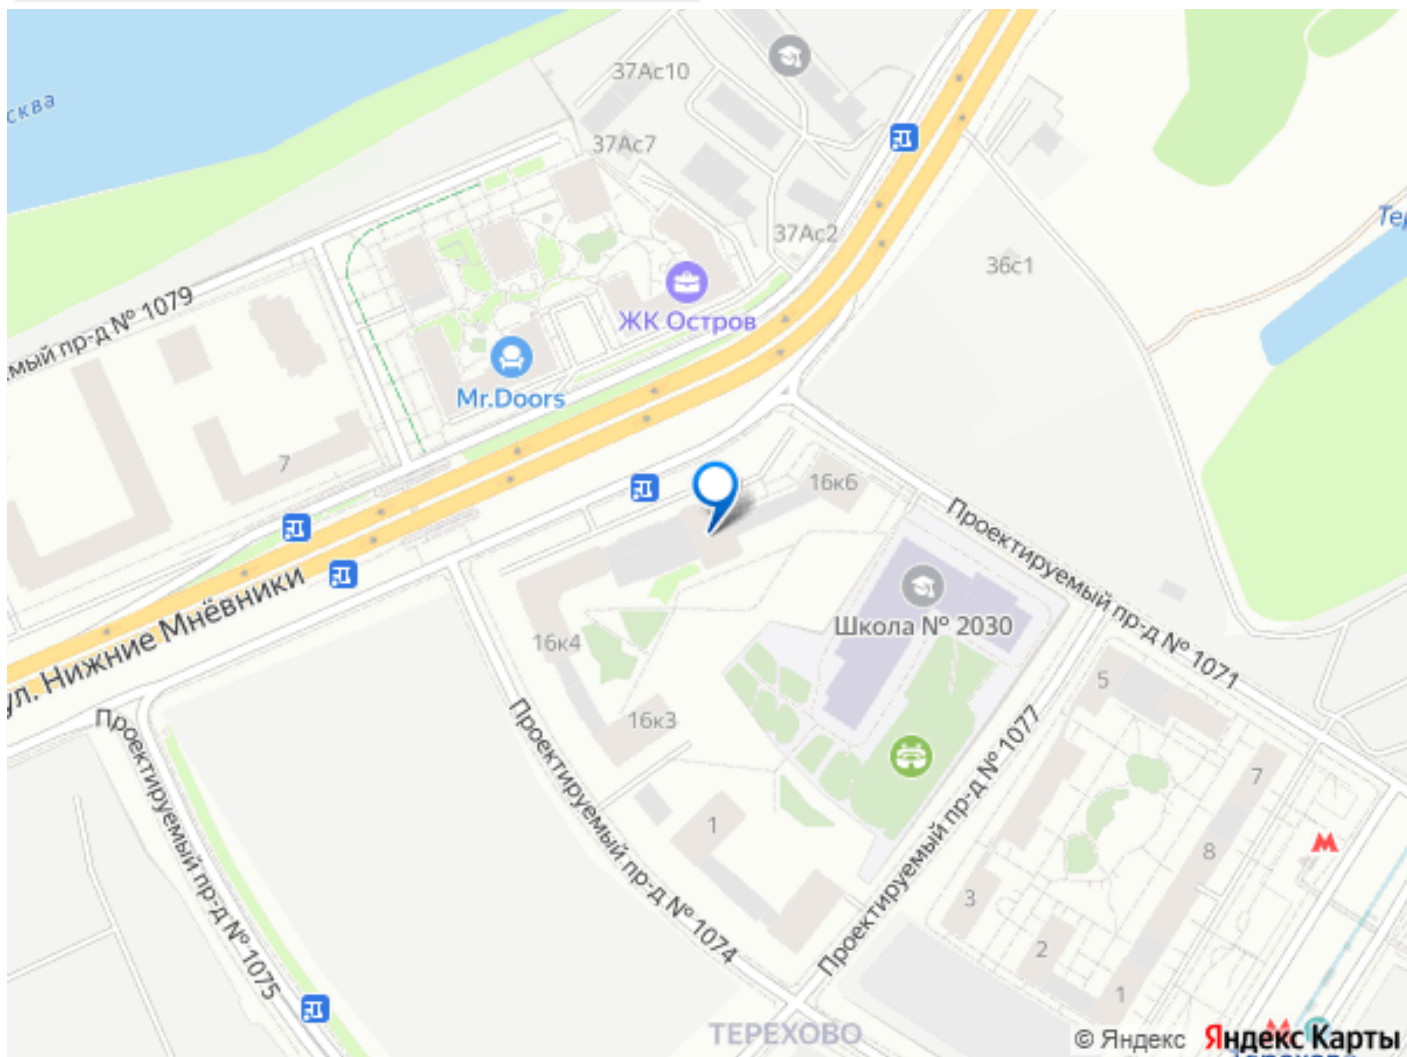 сква
37Ас10
37Ас7
37Ас2
36с1
ЖК Остров
Mr.Doors
мый пр-д № 1079
7
16к6
Проектируемый пр-д № 1071
ул. Нижние Мнёвники
16к4
Школа № 2030
16к3
5
Проектируемый пр-д № 1077
7
Проектируемый пр-д № 1075
Проектируемый пр-д № 1074
1
8
3
2
1
ТЕРЕХОВО
© Яндекс Яндекс Карты